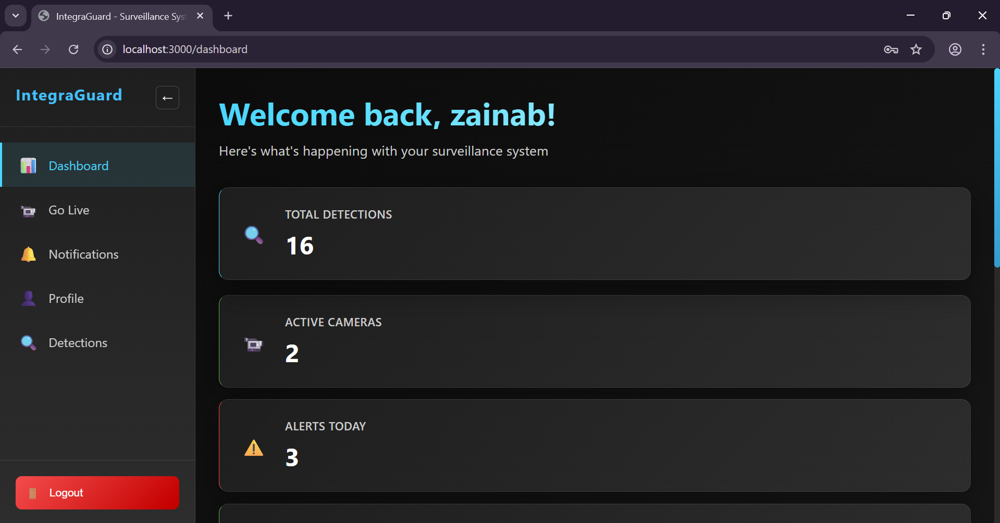 IntegraGuard - Surveillance Syst
localhost:3000/dashboard
IntegraGuard
←
Dashboard
Go Live
Notifications
Profile
Detections
Logout
Welcome back, zainab!
Here's what's happening with your surveillance system
TOTAL DETECTIONS
16
ACTIVE CAMERAS
2
ALERTS TODAY
3